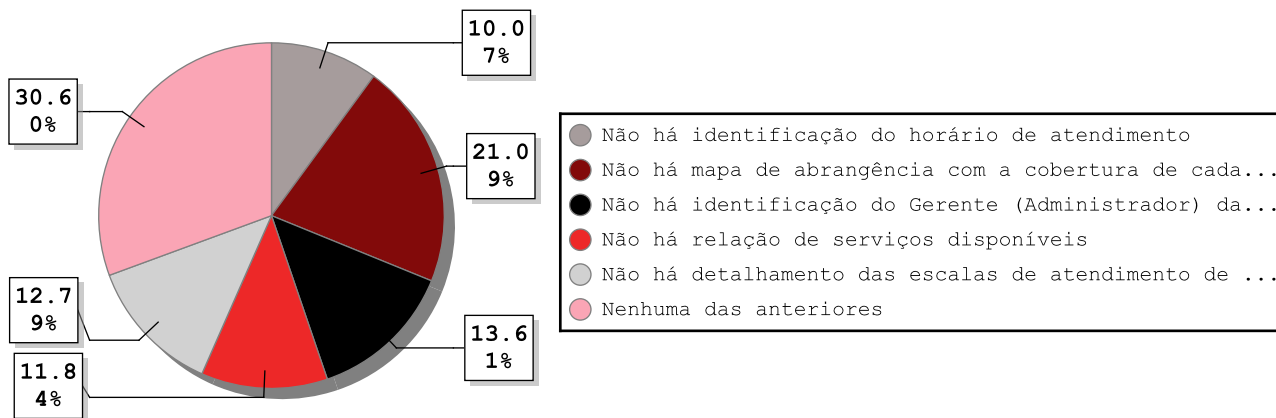 10.0
7%
30.6
0%
21.0
9%
12.7
9%
13.6
1%
11.8
4%
Não há identificação do horário de atendimento
Não há mapa de abrangência com a cobertura de cada...
Não há identificação do Gerente (Administrador) da...
Não há relação de serviços disponíveis
Não há detalhamento das escalas de atendimento de ...
Nenhuma das anteriores